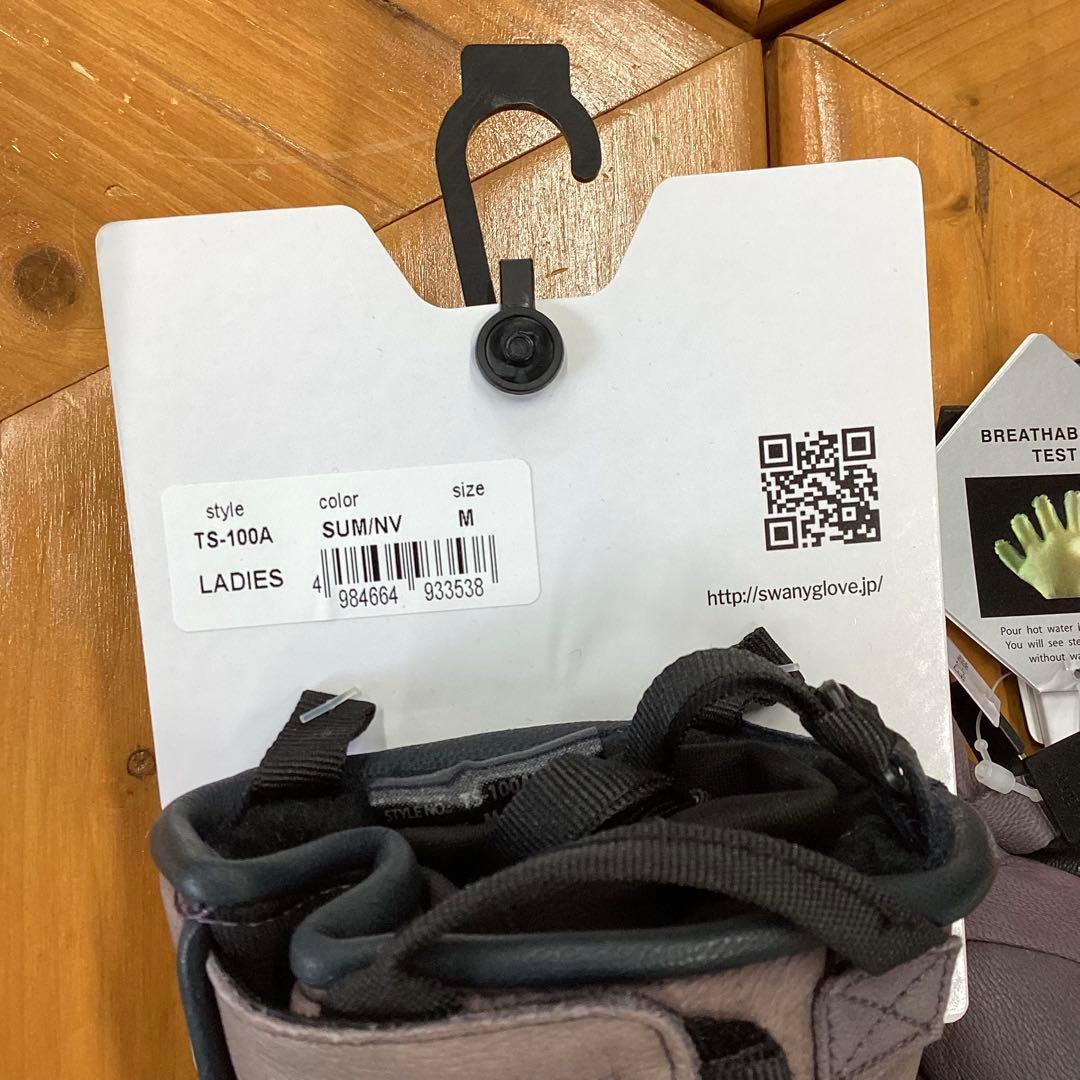 style
color
size
TS-100A
SUM/NV
M
LADIES
4 984664 933538
http://swanyglove.jp/
BREATHAB
TEST
Pour hot water i
You will see ste
without wa
STYLE NO.
100